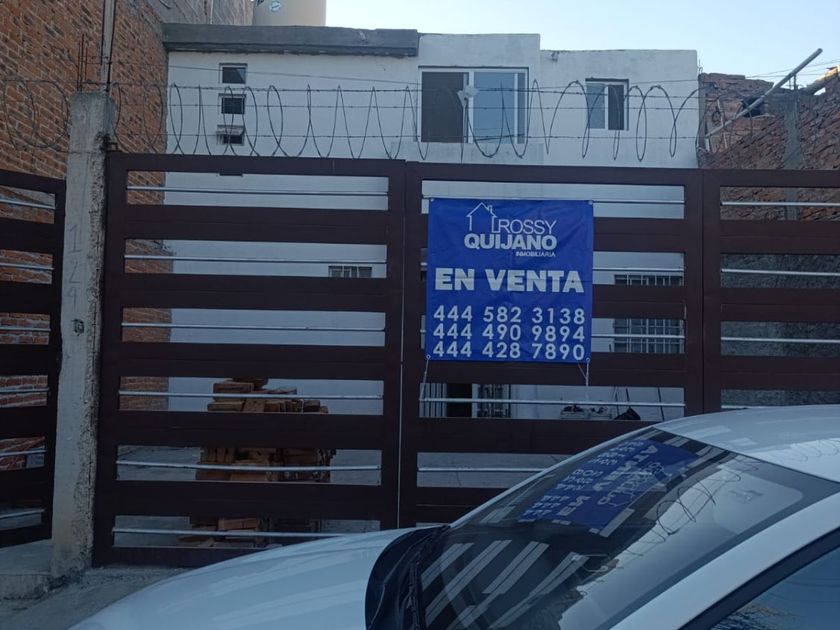 ROSSY
QUIJANO
INMOBILIARIA
EN VENTA
444 582 3138
444 490 9894
444 428 7890